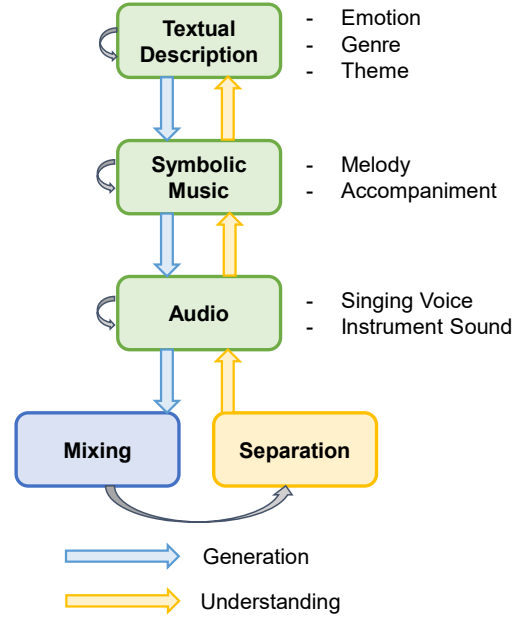 Textual
Description
- Emotion
- Genre
- Theme
Symbolic
Music
- Melody
- Accompaniment
Audio
- Singing Voice
- Instrument Sound
Mixing
Separation
Generation
Understanding